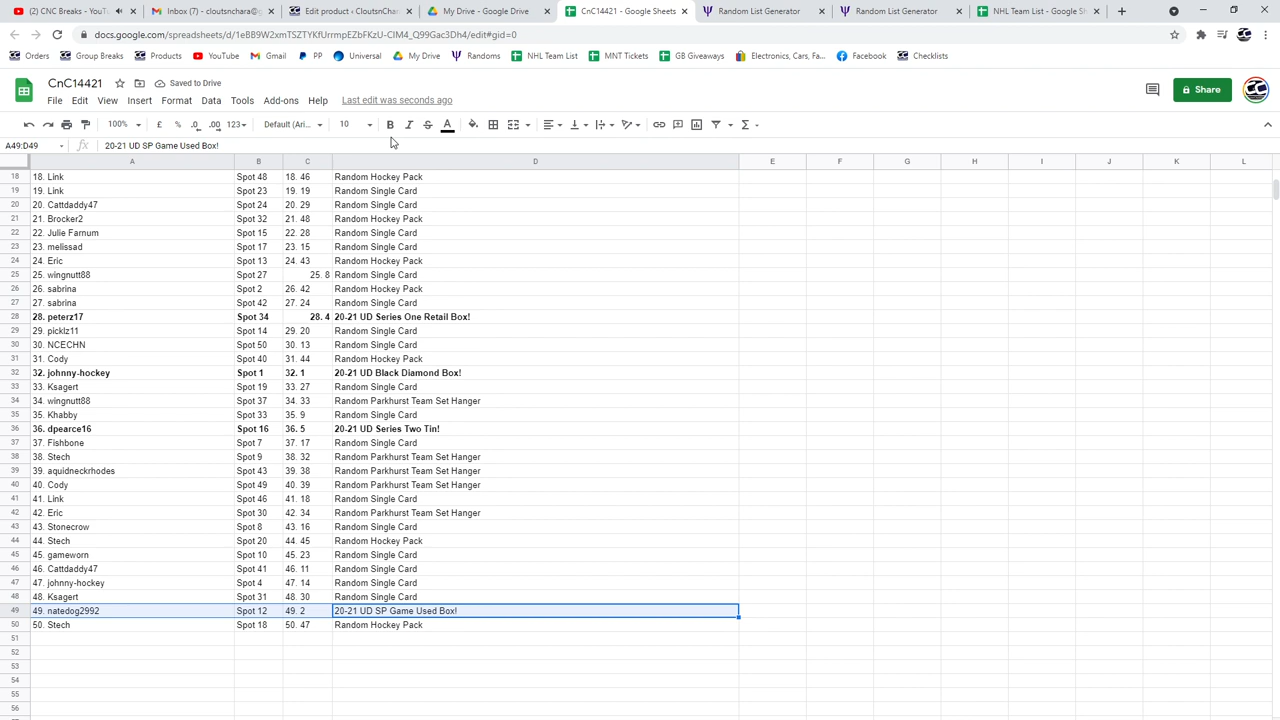 (2) CNC Breaks - YouT
Inbox (7) - cloutsnchara@g
Edit product ‹ CloutsnChara
My Drive - Google Drive
CnC14421 - Google Sheets
Random List Generator
Random List Generator
NHL Team List - Google Sh
docs.google.com/spreadsheets/d/1eBB9W2xmTSZTYKfUrrmpEZbFKzU-CIM4_Q99Gac3Dh4/edit#gid=0
Orders
Group Breaks
Products
YouTube
Gmail
PP
Universal
My Drive
Randoms
NHL Team List
MNT Tickets
GB Giveaways
Electronics, Cars, Fa...
Facebook
Checklists
CnC14421
Saved to Drive
File Edit View Insert Format Data Tools Add-ons Help Last edit was seconds ago
Share
100% £ % .0 .00 123 Default (Ari... 10 B I S A
A49:D49 fx 20-21 UD SP Game Used Box!
A B C D E F G H I J K L
18 18. Link Spot 48 18. 46 Random Hockey Pack
19 19. Link Spot 23 19. 19 Random Single Card
20 20. Cattdaddy47 Spot 24 20. 29 Random Single Card
21 21. Brocker2 Spot 32 21. 48 Random Hockey Pack
22 22. Julie Farnum Spot 15 22. 28 Random Single Card
23 23. melissad Spot 17 23. 15 Random Single Card
24 24. Eric Spot 13 24. 43 Random Hockey Pack
25 25. wingnutt88 Spot 27 25. 8 Random Single Card
26 26. sabrina Spot 2 26. 42 Random Hockey Pack
27 27. sabrina Spot 42 27. 24 Random Single Card
28 28. peterz17 Spot 34 28. 4 20-21 UD Series One Retail Box!
29 29. picklz11 Spot 14 29. 20 Random Single Card
30 30. NCECHN Spot 50 30. 13 Random Single Card
31 31. Cody Spot 40 31. 44 Random Hockey Pack
32 32. johnny-hockey Spot 1 32. 1 20-21 UD Black Diamond Box!
33 33. Ksagert Spot 19 33. 27 Random Single Card
34 34. wingnutt88 Spot 37 34. 33 Random Parkhurst Team Set Hanger
35 35. Khabby Spot 33 35. 9 Random Single Card
36 36. dpearce16 Spot 16 36. 5 20-21 UD Series Two Tin!
37 37. Fishbone Spot 7 37. 17 Random Single Card
38 38. Stech Spot 9 38. 32 Random Parkhurst Team Set Hanger
39 39. aquidneckrhodes Spot 43 39. 38 Random Parkhurst Team Set Hanger
40 40. Cody Spot 49 40. 39 Random Parkhurst Team Set Hanger
41 41. Link Spot 46 41. 18 Random Single Card
42 42. Eric Spot 30 42. 34 Random Parkhurst Team Set Hanger
43 43. Stonecrow Spot 8 43. 16 Random Single Card
44 44. Stech Spot 20 44. 45 Random Hockey Pack
45 45. gameworn Spot 10 45. 23 Random Single Card
46 46. Cattdaddy47 Spot 41 46. 11 Random Single Card
47 47. johnny-hockey Spot 4 47. 14 Random Single Card
48 48. Ksagert Spot 31 48. 30 Random Single Card
49 49. natedog2992 Spot 12 49. 2 20-21 UD SP Game Used Box!
50 50. Stech Spot 18 50. 47 Random Hockey Pack
51
52
53
54
55
56